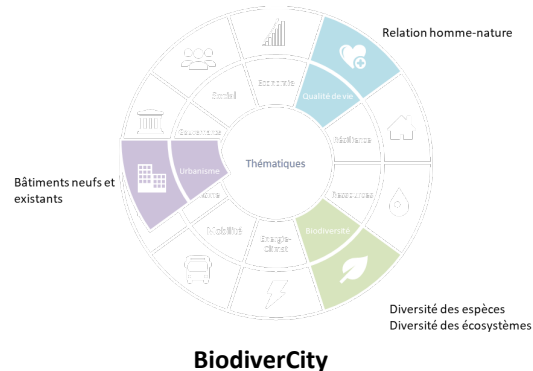 Relation homme-nature
Economie
Qualité de vie
Social
Gouvernance
Résilience
Thématiques
Urbanisme
Bâtiments neufs et
existants
Ressources
Mobilité
Energie-
Climat
Biodiversité
Diversité des espèces
Diversité des écosystèmes
BiodiverCity